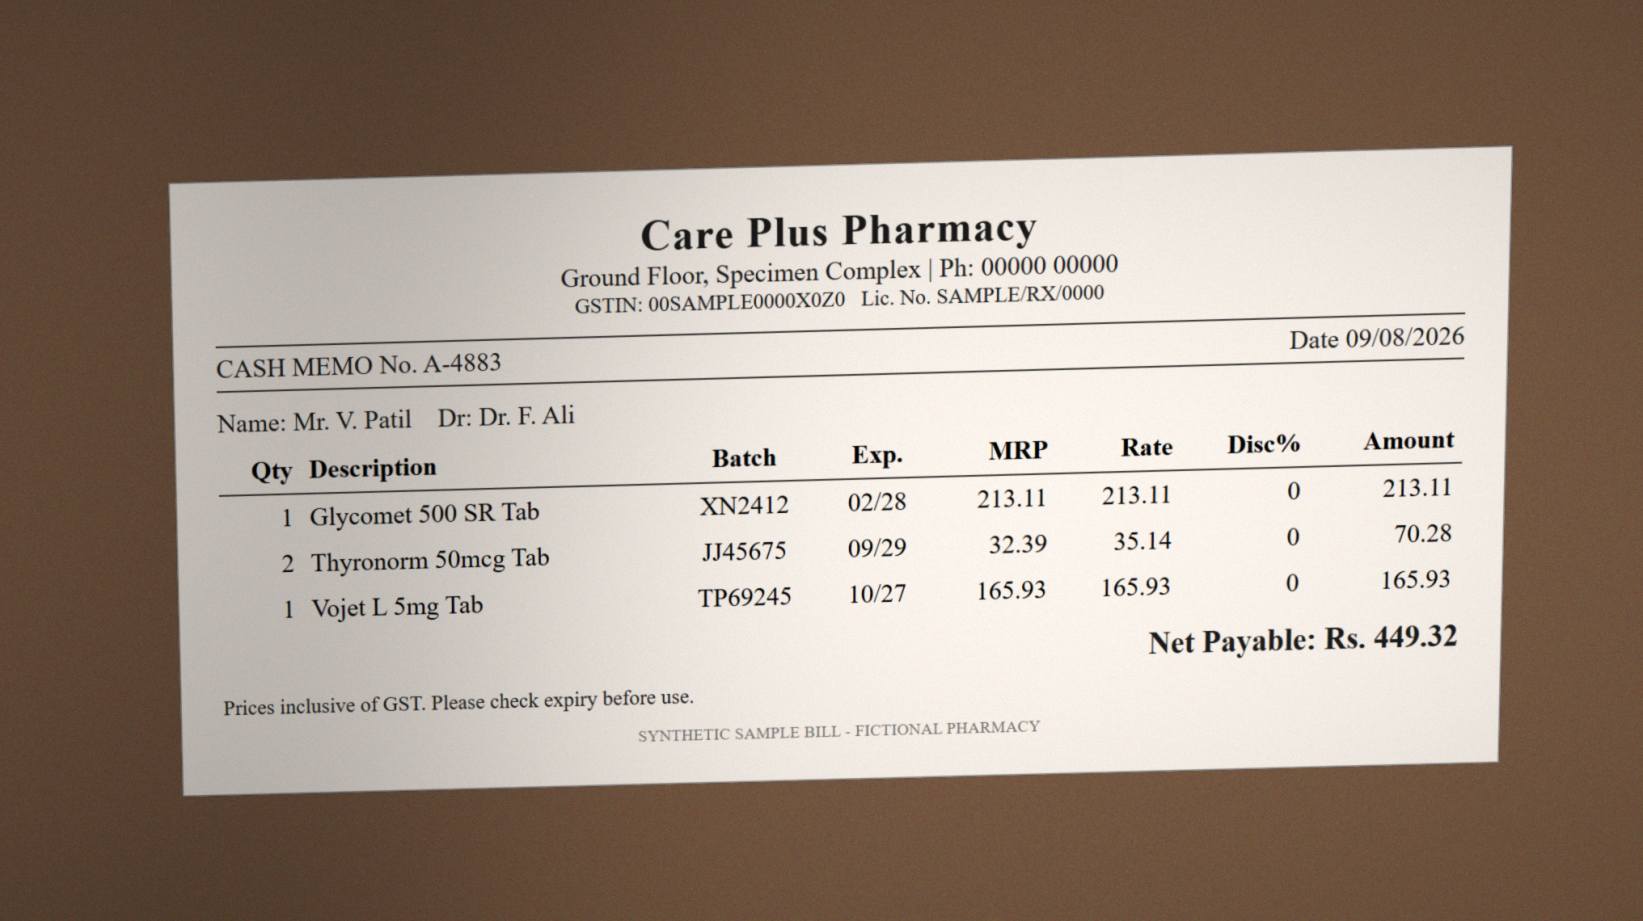 Care Plus Pharmacy
Ground Floor, Specimen Complex | Ph: 00000 00000
GSTIN: 00SAMPLE0000X0Z0 Lic. No. SAMPLE/RX/0000
CASH MEMO No. A-4883 Date 09/08/2026
Name: Mr. V. Patil Dr: Dr. F. Ali
Qty Description Batch Exp. MRP Rate Disc% Amount
1 Glycomet 500 SR Tab XN2412 02/28 213.11 213.11 0 213.11
2 Thyronorm 50mcg Tab JJ45675 09/29 32.39 35.14 0 70.28
1 Vojet L 5mg Tab TP69245 10/27 165.93 165.93 0 165.93
Net Payable: Rs. 449.32
Prices inclusive of GST. Please check expiry before use.
SYNTHETIC SAMPLE BILL - FICTIONAL PHARMACY